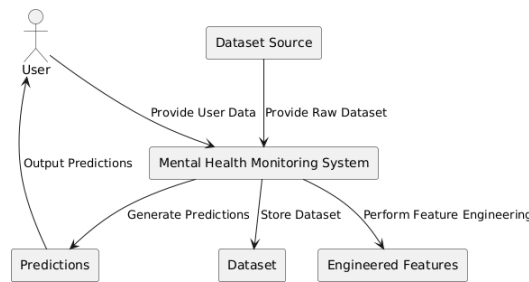 Dataset Source
User
Provide User Data
Provide Raw Dataset
Output Predictions
Mental Health Monitoring System
Generate Predictions
Store Dataset
Perform Feature Engineering
Predictions
Dataset
Engineered Features